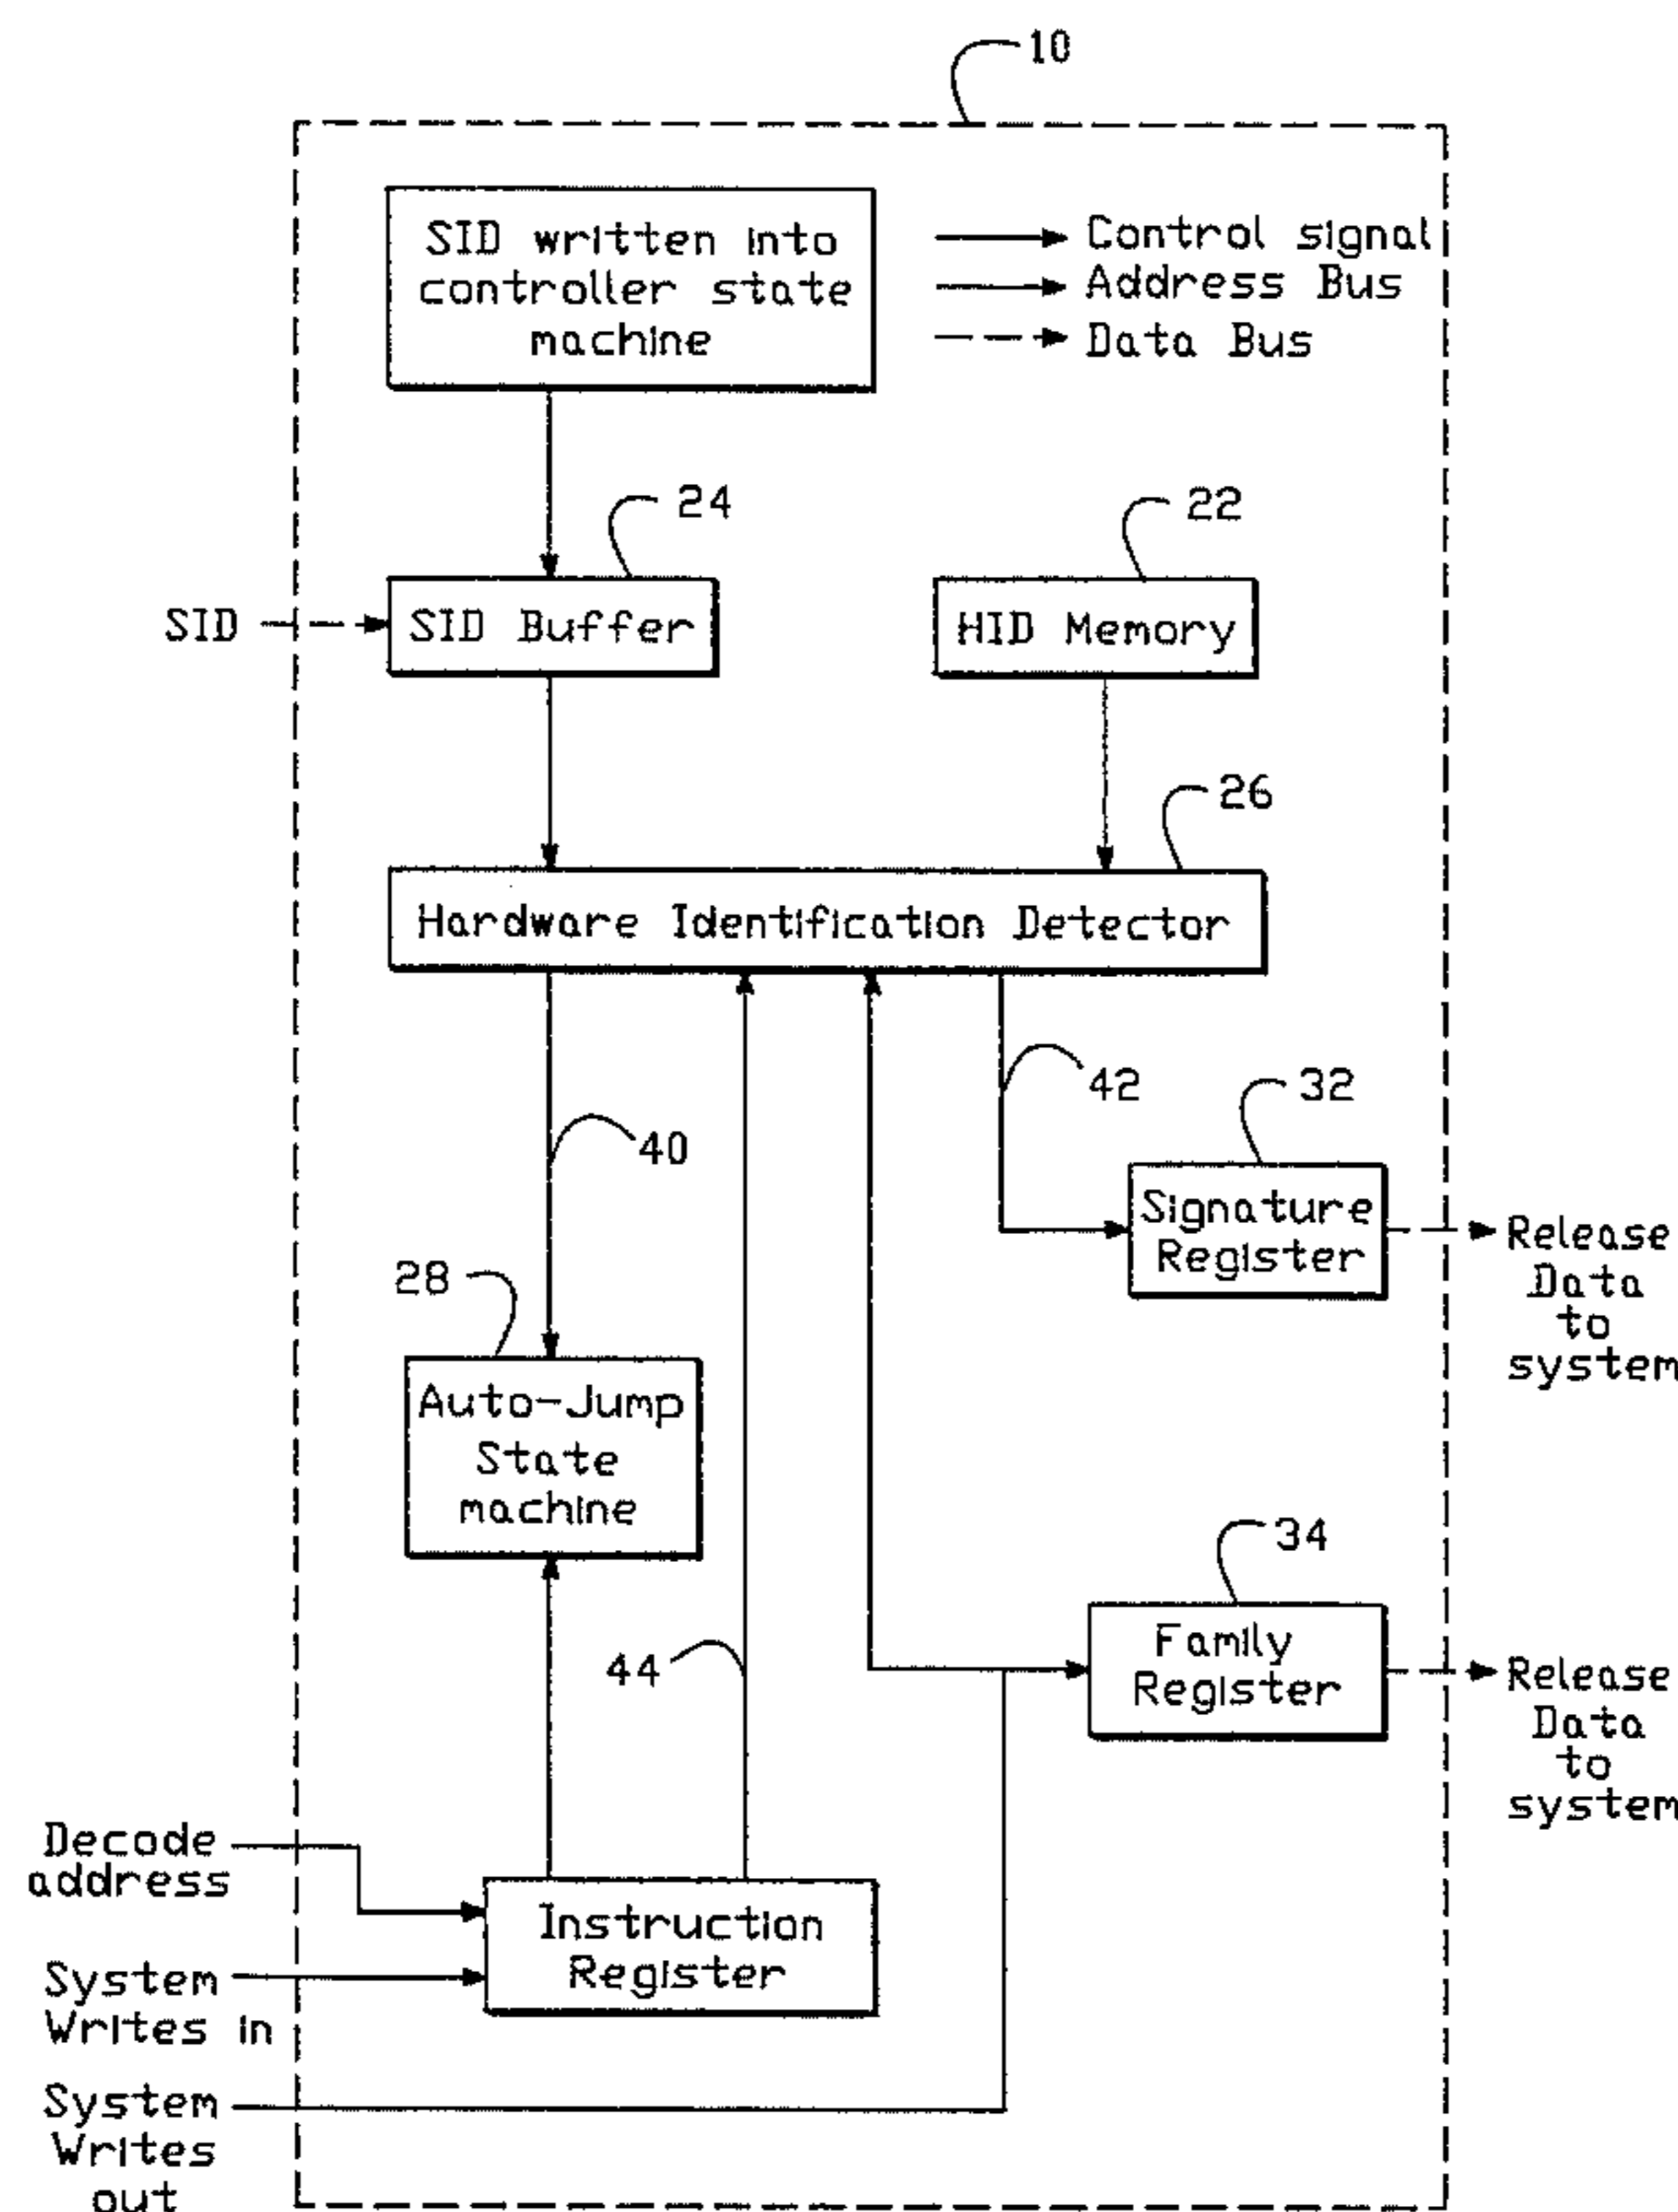 10
SID written into
controller state
machine
Control signal
Address Bus
Data Bus
24
22
SID
SID Buffer
HID Memory
26
Hardware Identification Detector
42
32
40
Signature
Register
Release
Data
to
system
28
Auto-Jump
State
machine
34
44
Family
Register
Release
Data
to
system
Decode
address
Instruction
Register
System
Writes in
System
Writes
out